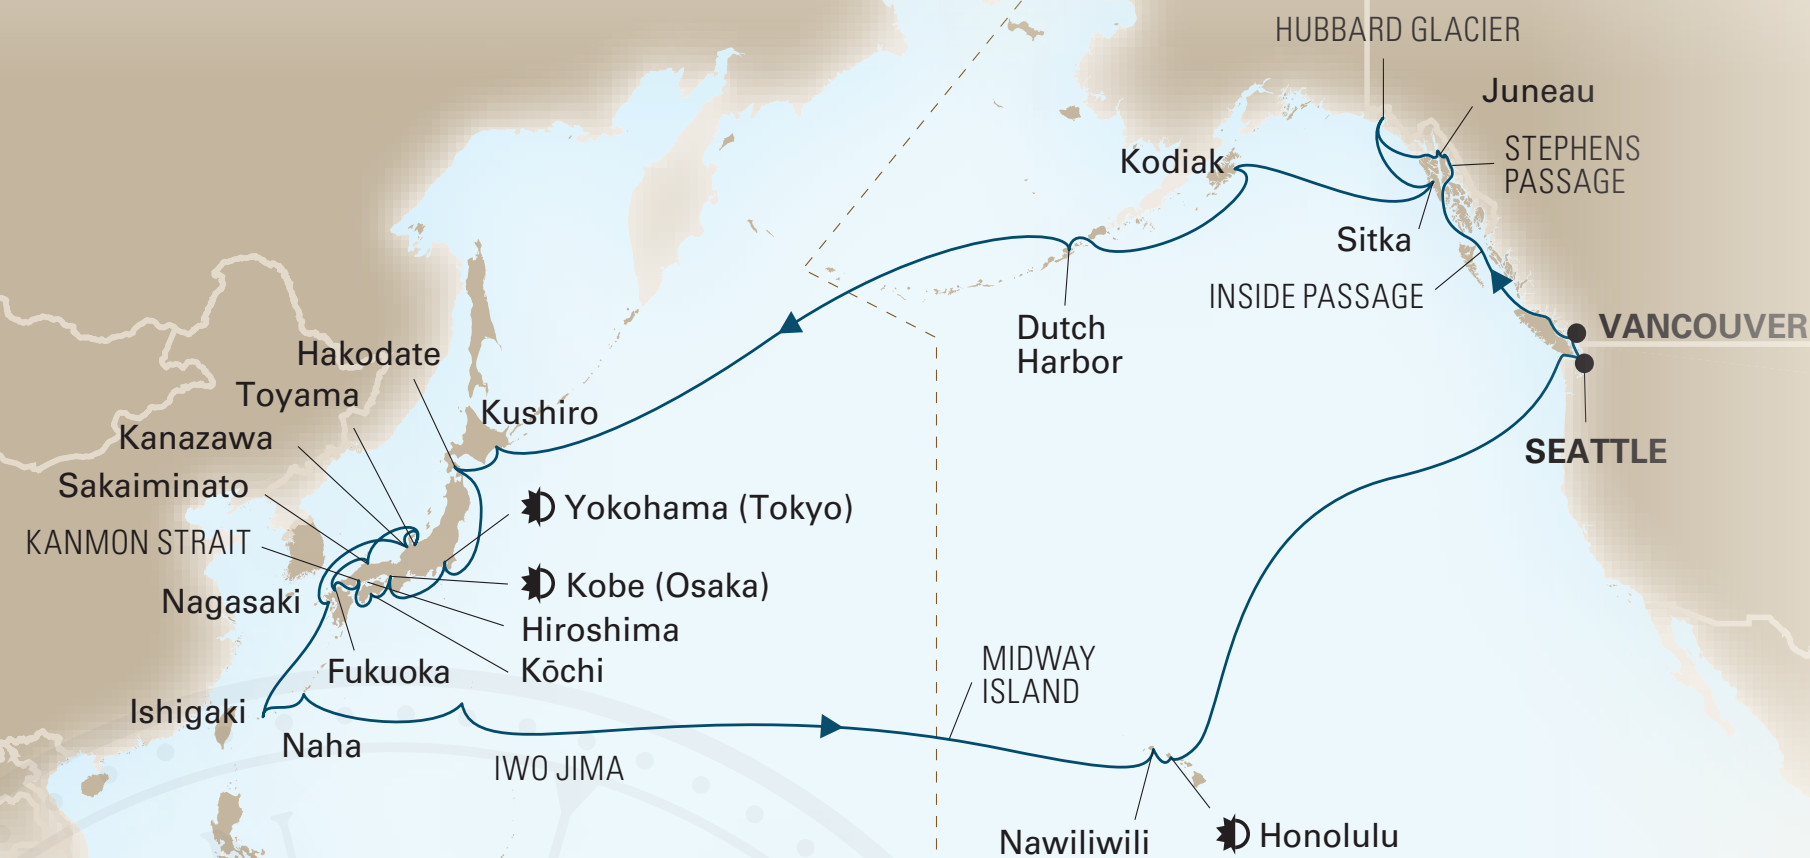 HUBBARD GLACIER
Juneau
STEPHENS
PASSAGE
Kodiak
Sitka
INSIDE PASSAGE
VANCOUVER
Dutch
Harbor
SEATTLE
Hakodate
Toyama
Kushiro
Kanazawa
Sakaiminato
Yokohama (Tokyo)
KANMON STRAIT
Kobe (Osaka)
Nagasaki
Hiroshima
Fukuoka
Kōchi
MIDWAY
ISLAND
Ishigaki
Naha
IWO JIMA
Nawiliwili
Honolulu